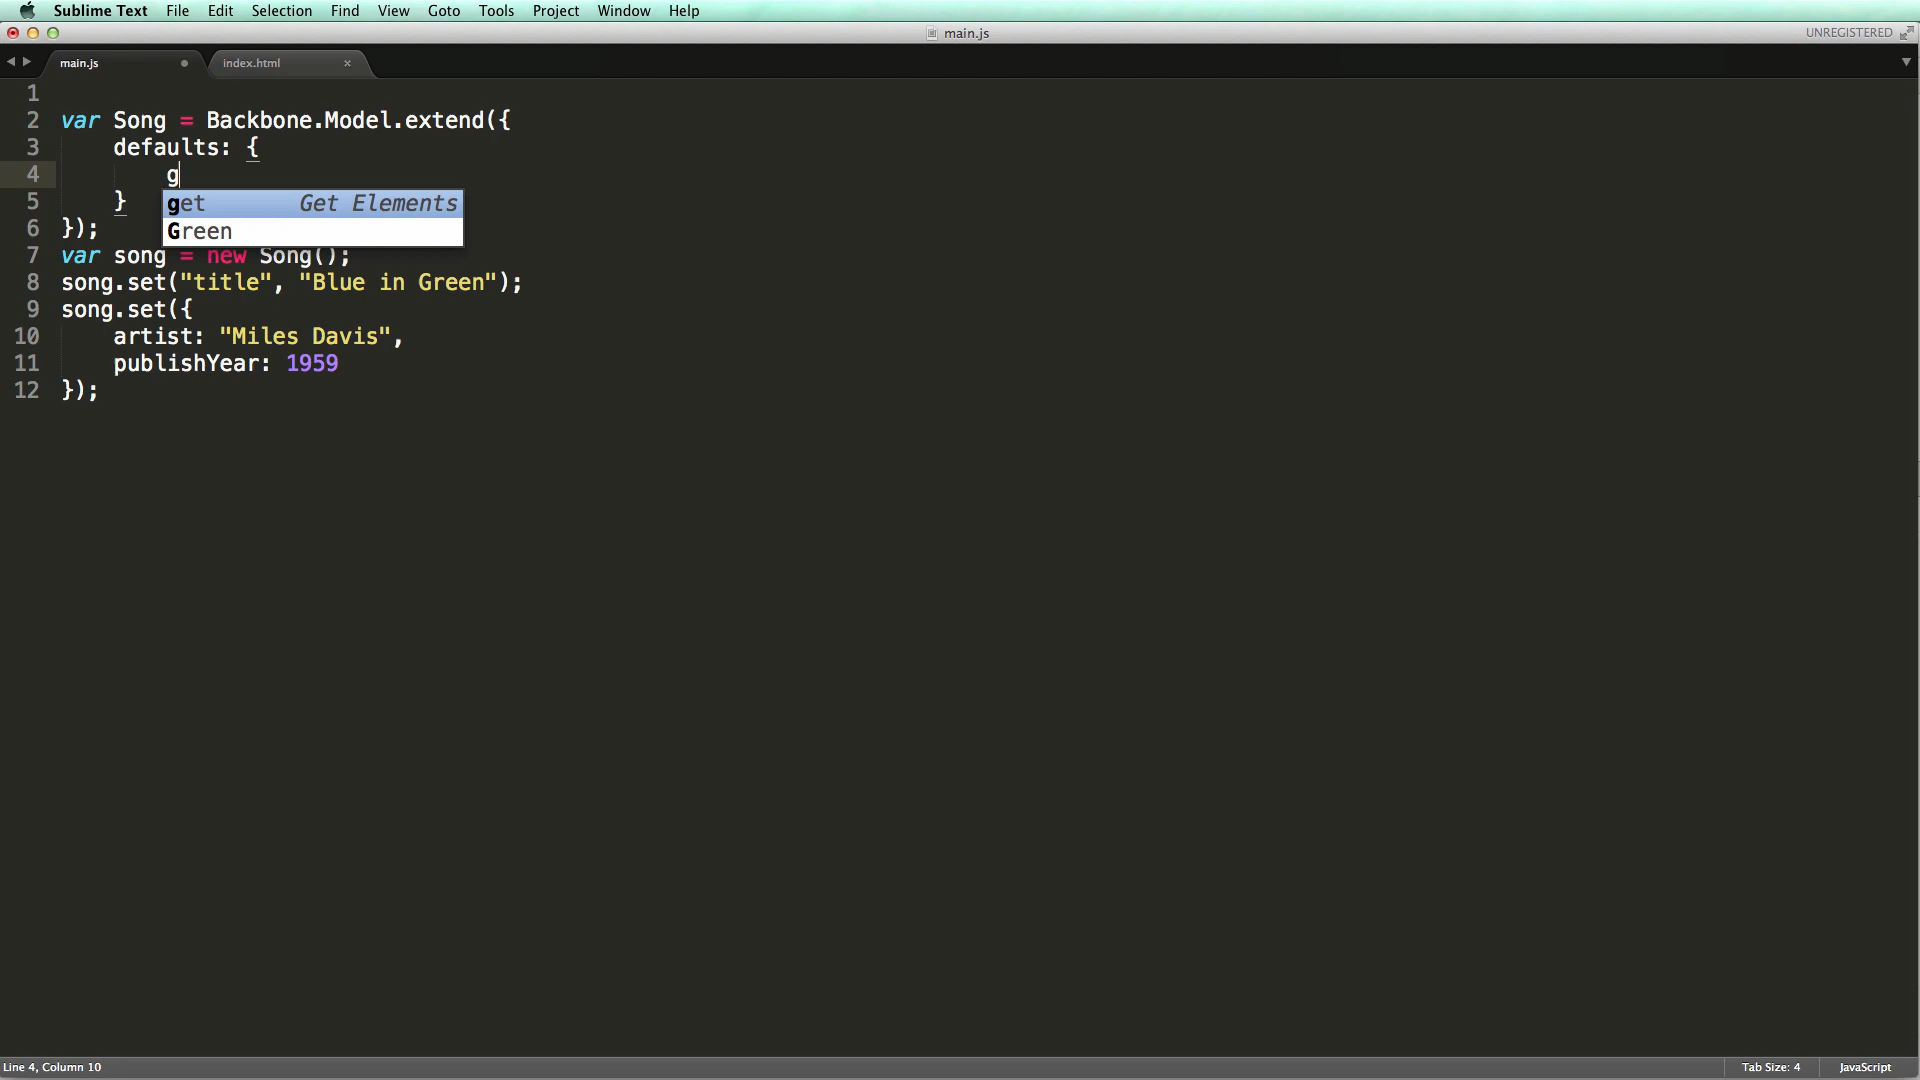 Sublime Text File Edit Selection Find View Goto Tools Project Window Help
main.js UNREGISTERED
main.js index.html
1
2 var Song = Backbone.Model.extend({
3 defaults: {
4 g
get Get Elements
5 }
Green
6 });
7 var song = new Song();
8 song.set("title", "Blue in Green");
9 song.set({
10 artist: "Miles Davis",
11 publishYear: 1959
12 });
Line 4, Column 10 Tab Size: 4 JavaScript